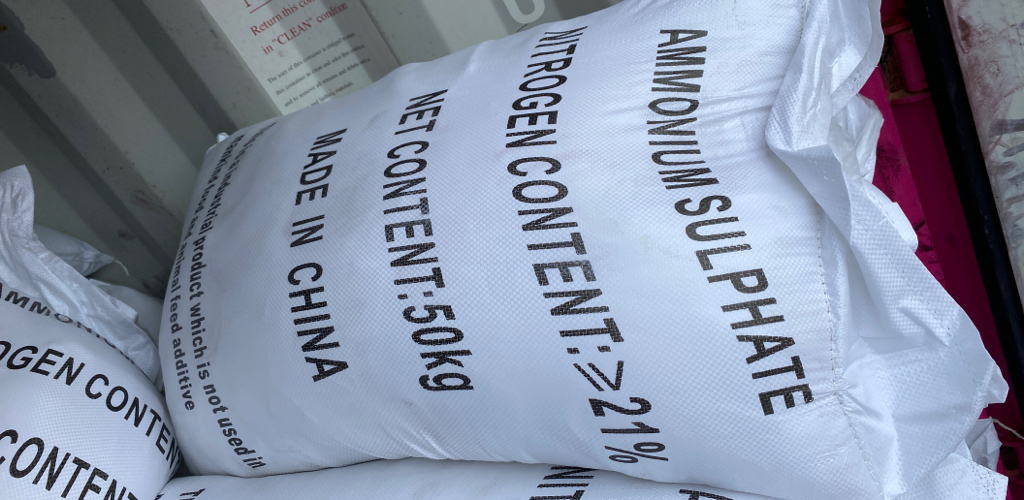 Return this co
in "CLEAN" condition
AMMONIUM SULPHATE
NITROGEN CONTENT:≥21%
NET CONTENT:50kg
MADE IN CHINA
industrial product which is not used in
animal feed additive
AMMON
OGEN CONTEN
CONTENT